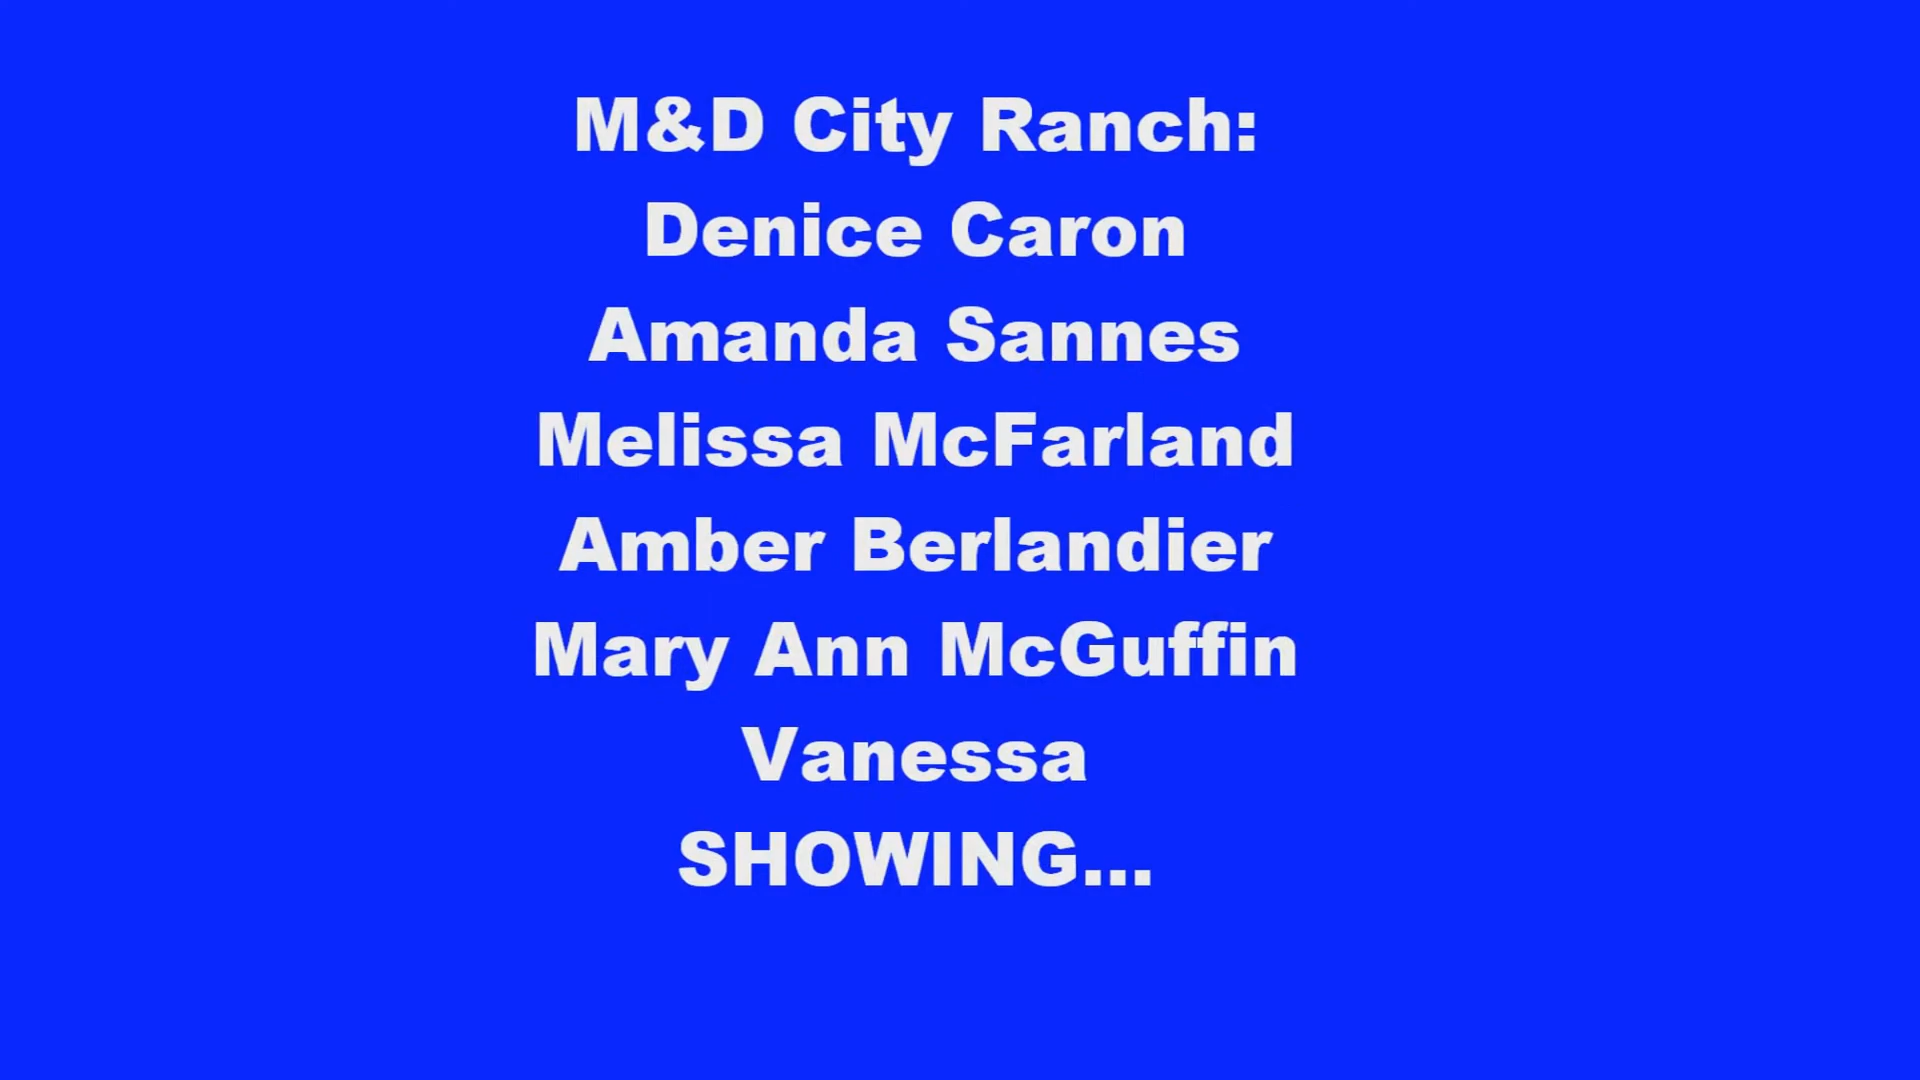 M&D City Ranch:
Denice Caron
Amanda Sannes
Melissa McFarland
Amber Berlandier
Mary Ann McGuffin
Vanessa
SHOWING...